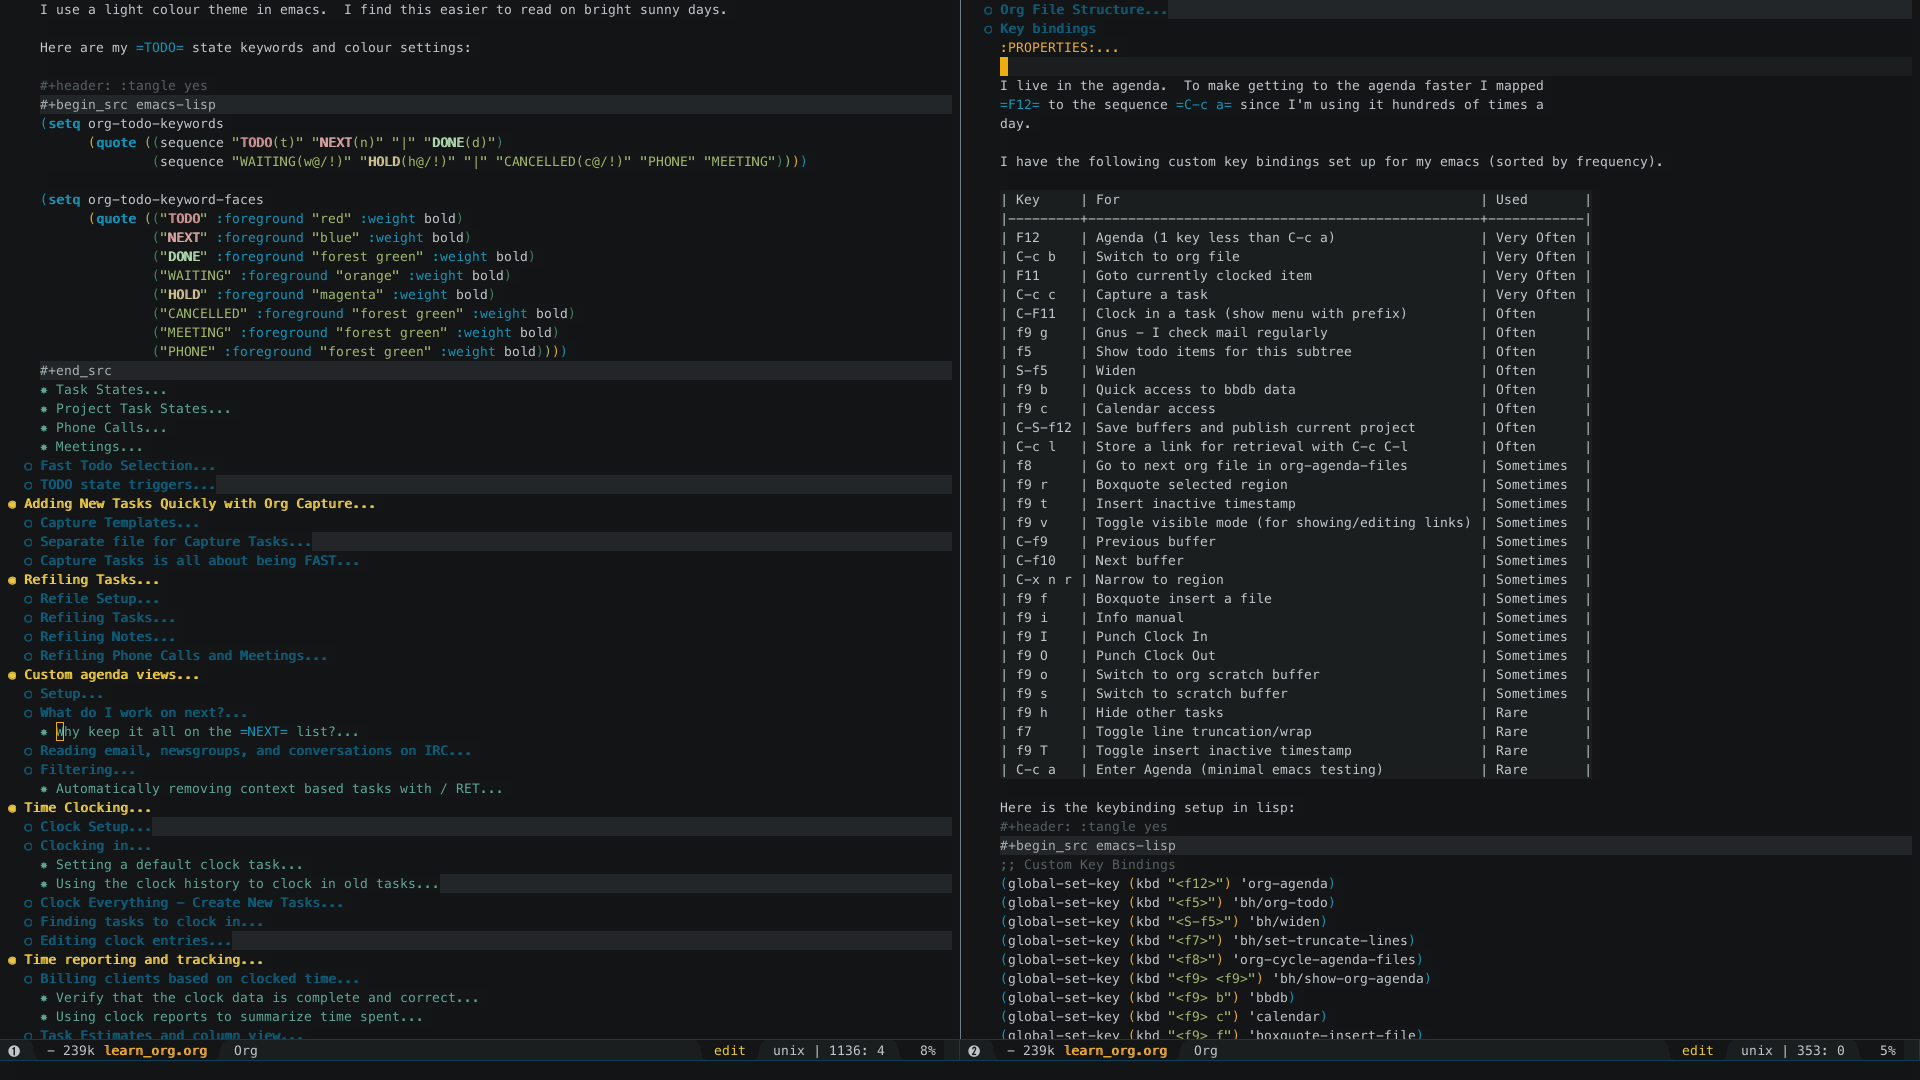 I use a light colour theme in emacs.  I find this easier to read on bright sunny days.
Here are my =TODO= state keywords and colour settings:
#+header: :tangle yes
#+begin_src emacs-lisp
(setq org-todo-keywords
(quote ((sequence "TODO(t)" "NEXT(n)" "|" "DONE(d)")
(sequence "WAITING(w@/!)" "HOLD(h@/!)" "|" "CANCELLED(c@/!)" "PHONE" "MEETING"))))
(setq org-todo-keyword-faces
(quote (("TODO" :foreground "red" :weight bold)
("NEXT" :foreground "blue" :weight bold)
("DONE" :foreground "forest green" :weight bold)
("WAITING" :foreground "orange" :weight bold)
("HOLD" :foreground "magenta" :weight bold)
("CANCELLED" :foreground "forest green" :weight bold)
("MEETING" :foreground "forest green" :weight bold)
("PHONE" :foreground "forest green" :weight bold))))
#+end_src
Task States...
Project Task States...
Phone Calls...
Meetings...
Fast Todo Selection...
TODO state triggers...
Adding New Tasks Quickly with Org Capture...
Capture Templates...
Separate file for Capture Tasks...
Capture Tasks is all about being FAST...
Refiling Tasks...
Refile Setup...
Refiling Tasks...
Refiling Notes...
Refiling Phone Calls and Meetings...
Custom agenda views...
Setup...
What do I work on next?...
Why keep it all on the =NEXT= list?...
Reading email, newsgroups, and conversations on IRC...
Filtering...
Automatically removing context based tasks with / RET...
Time Clocking...
Clock Setup...
Clocking in...
Setting a default clock task...
Using the clock history to clock in old tasks...
Clock Everything - Create New Tasks...
Finding tasks to clock in...
Editing clock entries...
Time reporting and tracking...
Billing clients based on clocked time...
Verify that the clock data is complete and correct...
Using clock reports to summarize time spent...
Task Estimates and column view...
1 - 239k learn_org.org Org edit unix | 1136: 4 8%
Org File Structure...
Key bindings
:PROPERTIES:...
I live in the agenda.  To make getting to the agenda faster I mapped
=F12= to the sequence =C-c a= since I'm using it hundreds of times a
day.
I have the following custom key bindings set up for my emacs (sorted by frequency).
| Key | For | Used |
|---------+-------------------------------------------------+------------|
| F12 | Agenda (1 key less than C-c a) | Very Often |
| C-c b | Switch to org file | Very Often |
| F11 | Goto currently clocked item | Very Often |
| C-c c | Capture a task | Very Often |
| C-F11 | Clock in a task (show menu with prefix) | Often |
| f9 g | Gnus - I check mail regularly | Often |
| f5 | Show todo items for this subtree | Often |
| S-f5 | Widen | Often |
| f9 b | Quick access to bbdb data | Often |
| f9 c | Calendar access | Often |
| C-S-f12 | Save buffers and publish current project | Often |
| C-c l | Store a link for retrieval with C-c C-l | Often |
| f8 | Go to next org file in org-agenda-files | Sometimes |
| f9 r | Boxquote selected region | Sometimes |
| f9 t | Insert inactive timestamp | Sometimes |
| f9 v | Toggle visible mode (for showing/editing links) | Sometimes |
| C-f9 | Previous buffer | Sometimes |
| C-f10 | Next buffer | Sometimes |
| C-x n r | Narrow to region | Sometimes |
| f9 f | Boxquote insert a file | Sometimes |
| f9 i | Info manual | Sometimes |
| f9 I | Punch Clock In | Sometimes |
| f9 O | Punch Clock Out | Sometimes |
| f9 o | Switch to org scratch buffer | Sometimes |
| f9 s | Switch to scratch buffer | Sometimes |
| f9 h | Hide other tasks | Rare |
| f7 | Toggle line truncation/wrap | Rare |
| f9 T | Toggle insert inactive timestamp | Rare |
| C-c a | Enter Agenda (minimal emacs testing) | Rare |
Here is the keybinding setup in lisp:
#+header: :tangle yes
#+begin_src emacs-lisp
;; Custom Key Bindings
(global-set-key (kbd "<f12>") 'org-agenda)
(global-set-key (kbd "<f5>") 'bh/org-todo)
(global-set-key (kbd "<S-f5>") 'bh/widen)
(global-set-key (kbd "<f7>") 'bh/set-truncate-lines)
(global-set-key (kbd "<f8>") 'org-cycle-agenda-files)
(global-set-key (kbd "<f9> <f9>") 'bh/show-org-agenda)
(global-set-key (kbd "<f9> b") 'bbdb)
(global-set-key (kbd "<f9> c") 'calendar)
(global-set-key (kbd "<f9> f") 'boxquote-insert-file)
2 - 239k learn_org.org Org edit unix | 353: 0 5%